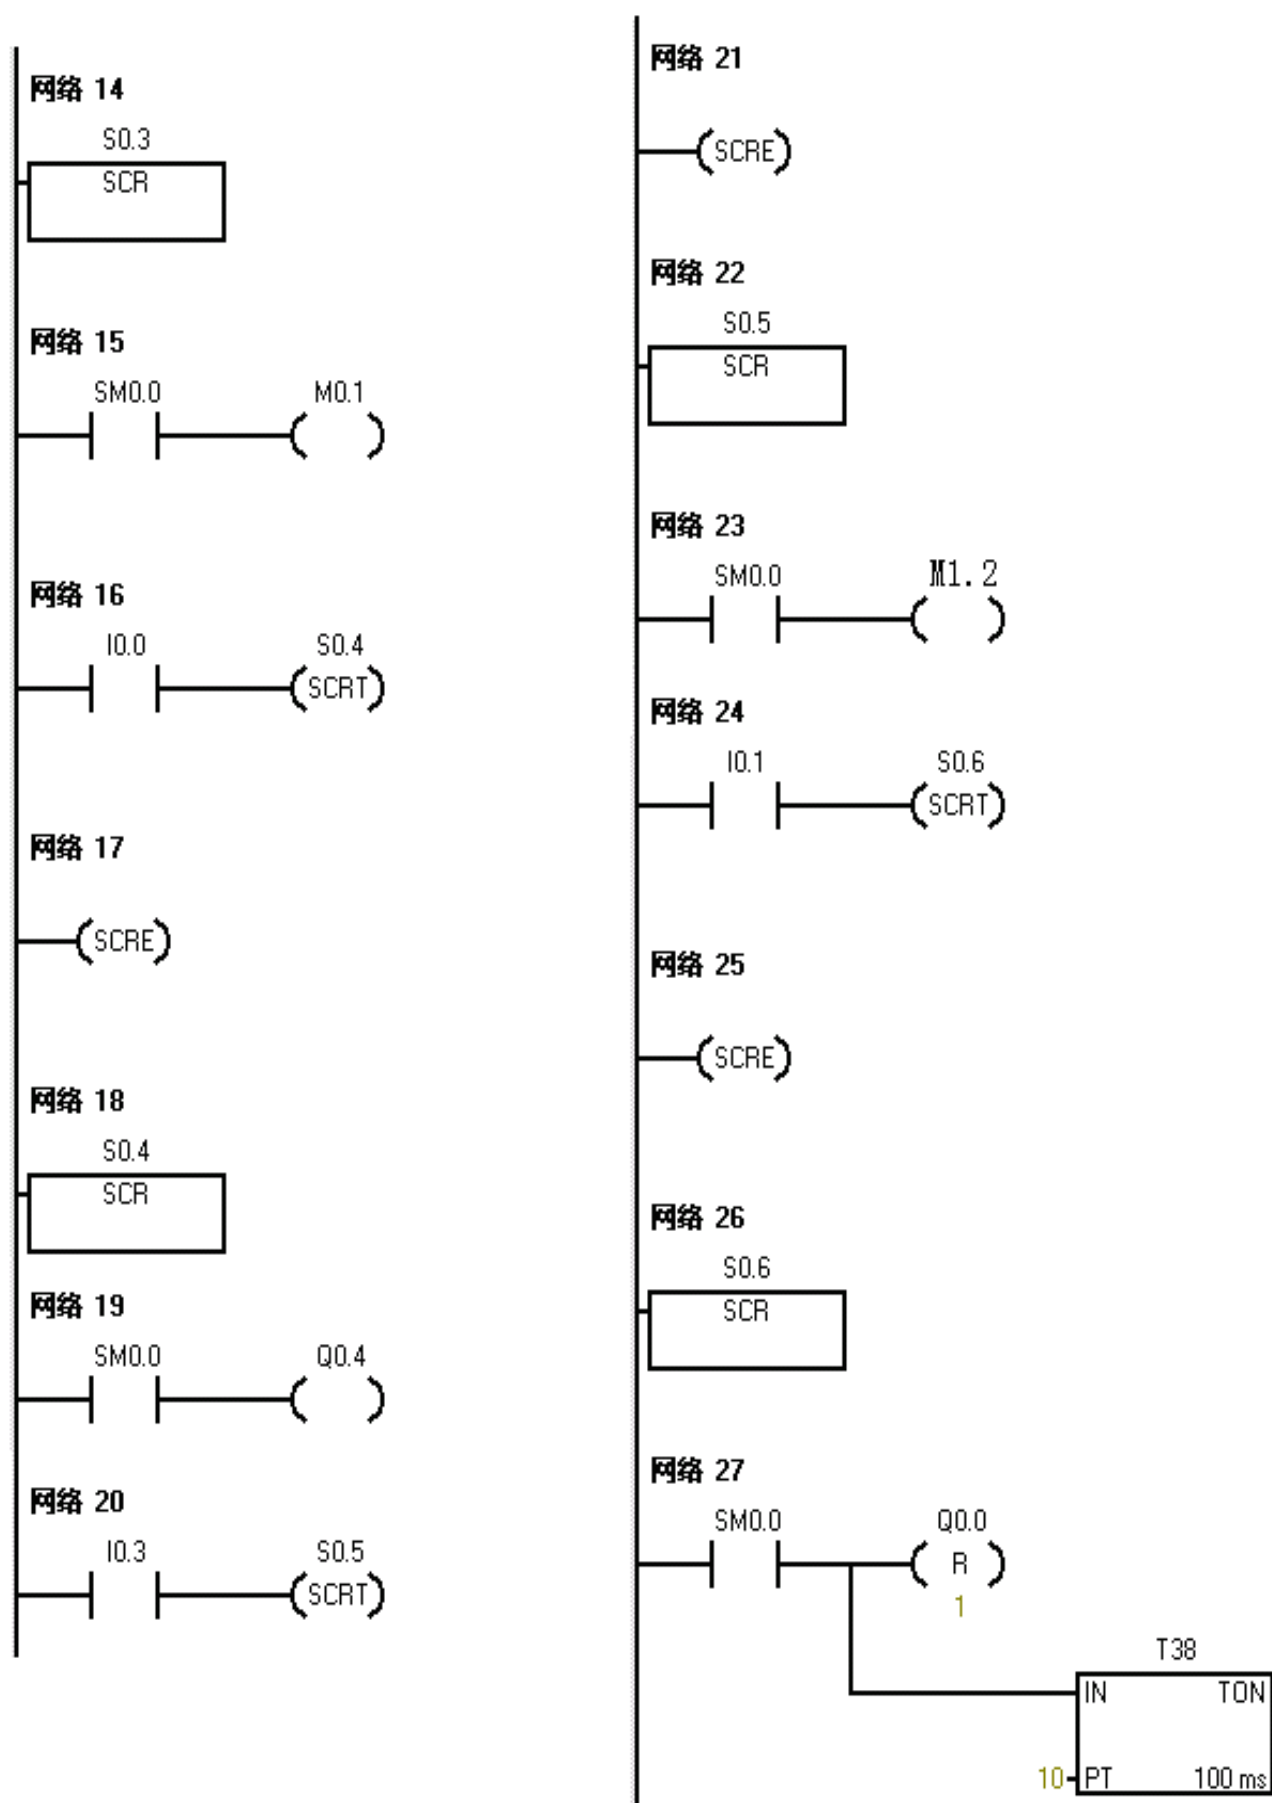 网络 14
S0.3
SCR
网络 15
SM0.0 M0.1
网络 16
I0.0 S0.4
SCRT
网络 17
SCRE
网络 18
S0.4
SCR
网络 19
SM0.0 Q0.4
网络 20
I0.3 S0.5
SCRT
网络 21
SCRE
网络 22
S0.5
SCR
网络 23
SM0.0 M1.2
网络 24
I0.1 S0.6
SCRT
网络 25
SCRE
网络 26
S0.6
SCR
网络 27
SM0.0 Q0.0
R
1
T38
IN TON
10 PT 100 ms